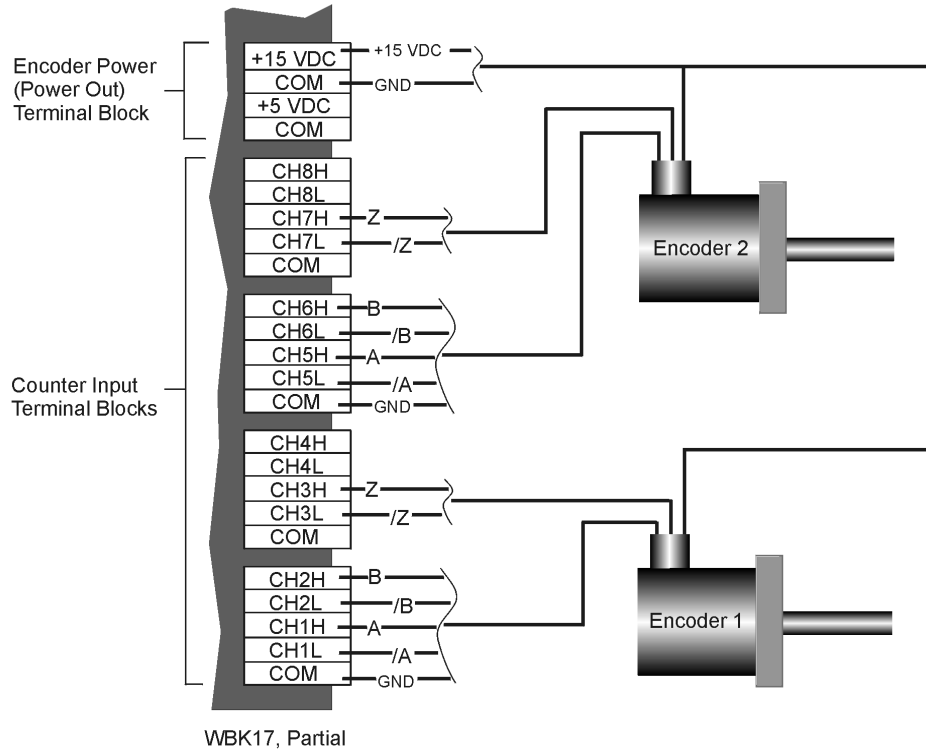 Encoder Power
(Power Out)
Terminal Block
+15 VDC
+15 VDC
COM
GND
+5 VDC
COM
CH8H
CH8L
CH7H
Z
CH7L
/Z
COM
Encoder 2
CH6H
B
CH6L
/B
CH5H
A
CH5L
/A
COM
GND
Counter Input
Terminal Blocks
CH4H
CH4L
CH3H
Z
CH3L
/Z
COM
CH2H
B
CH2L
/B
CH1H
A
CH1L
/A
COM
GND
Encoder 1
WBK17, Partial